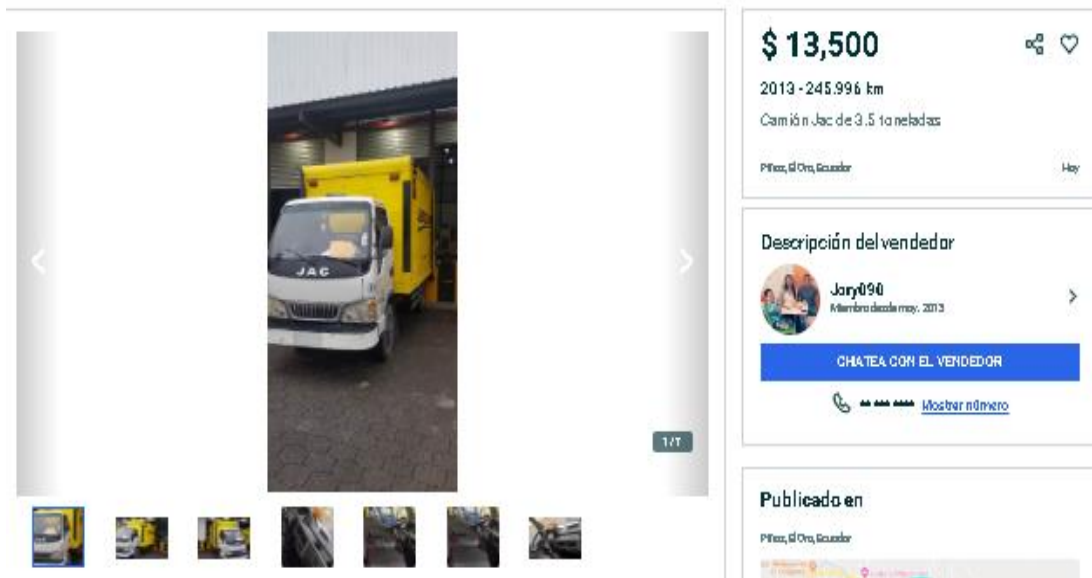 JAC
1/7
$ 13,500
2013 - 245.996 km
Camión Jac de 3.5 toneladas
Piñas, El Oro, Ecuador
Hoy
Descripción del vendedor
Jary090
Miembro desde may. 2013
CHATEA CON EL VENDEDOR
** *** **** Mostrar número
Publicado en
Piñas, El Oro, Ecuador